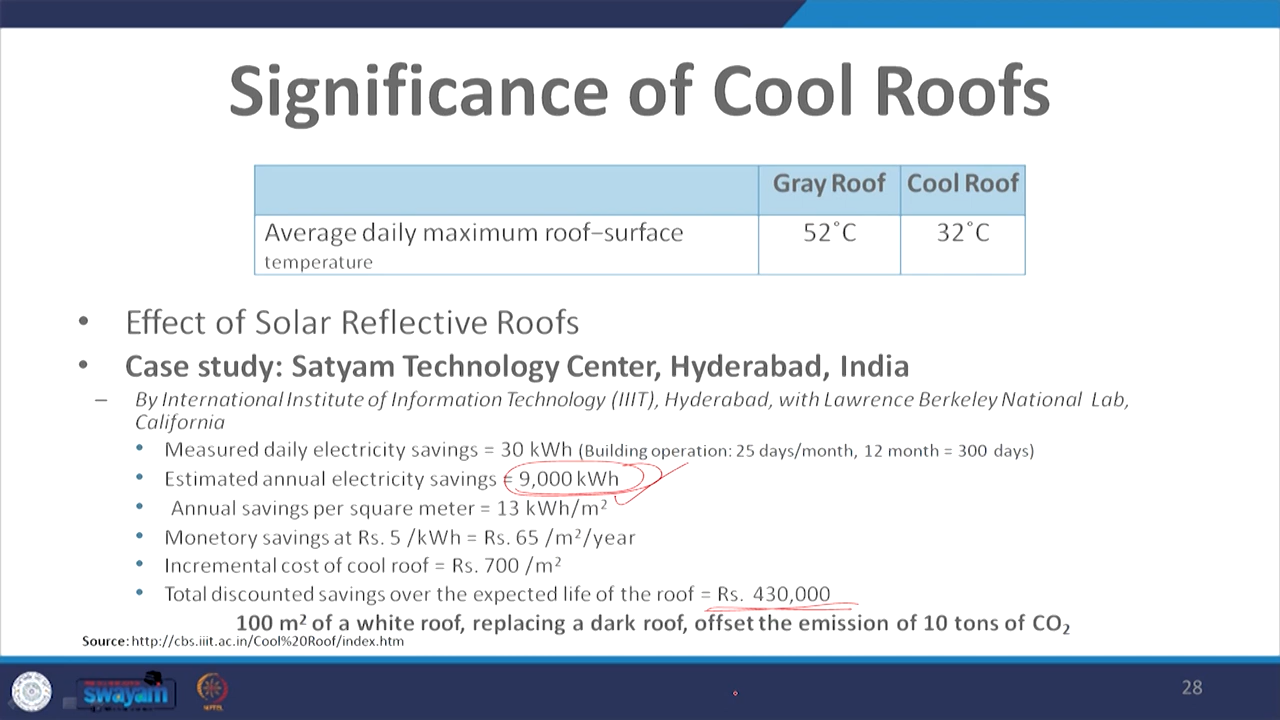 Significance of Cool Roofs
Gray Roof Cool Roof
Average daily maximum roof–surface 52˚C 32˚C
temperature
• Effect of Solar Reflective Roofs
• Case study: Satyam Technology Center, Hyderabad, India
– By International Institute of Information Technology (IIIT), Hyderabad, with Lawrence Berkeley National Lab,
California
• Measured daily electricity savings = 30 kWh (Building operation: 25 days/month, 12 month = 300 days)
• Estimated annual electricity savings = 9,000 kWh
• Annual savings per square meter = 13 kWh/m²
• Monetory savings at Rs. 5 /kWh = Rs. 65 /m²/year
• Incremental cost of cool roof = Rs. 700 /m²
• Total discounted savings over the expected life of the roof = Rs. 430,000
100 m² of a white roof, replacing a dark roof, offset the emission of 10 tons of CO₂
Source: http://cbs.iiit.ac.in/Cool%20Roof/index.htm
swayam
28